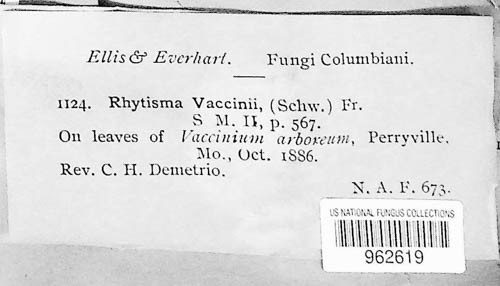 Ellis & Everhart. Fungi Columbiani.
1124. Rhytisma Vaccinii, (Schw.) Fr.
S M. II, p. 567.
On leaves of Vaccinium arboreum, Perryville,
Mo., Oct. 1886.
Rev. C. H. Demetrio.
N. A. F. 673.
US NATIONAL FUNGUS COLLECTIONS
962619